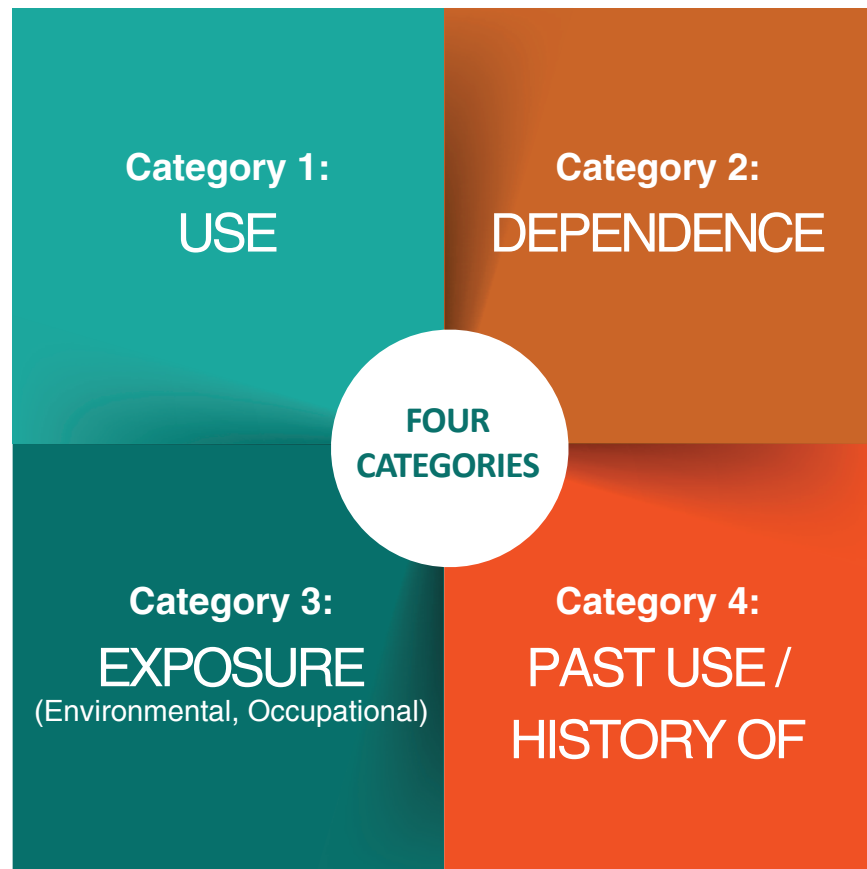 Category 1:
USE
Category 2:
DEPENDENCE
FOUR
CATEGORIES
Category 3:
EXPOSURE
(Environmental, Occupational)
Category 4:
PAST USE /
HISTORY OF